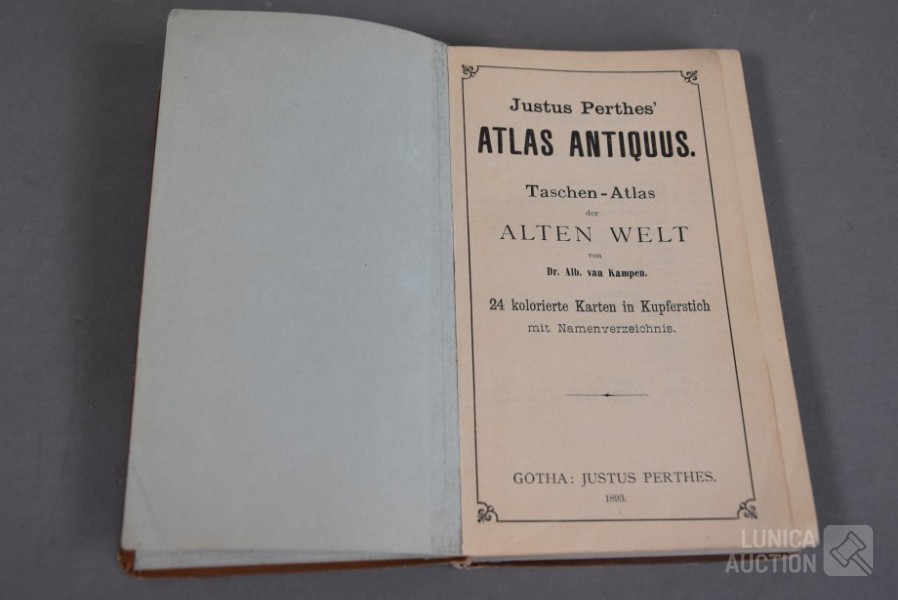 Justus Perthes'
ATLAS ANTIQUUS.
Taschen-Atlas
der
ALTEN WELT
von
Dr. Alb. van Kampen.
24 kolorierte Karten in Kupferstich
mit Namenverzeichnis.
GOTHA: JUSTUS PERTHES.
1893.
LUNICA
AUCTION